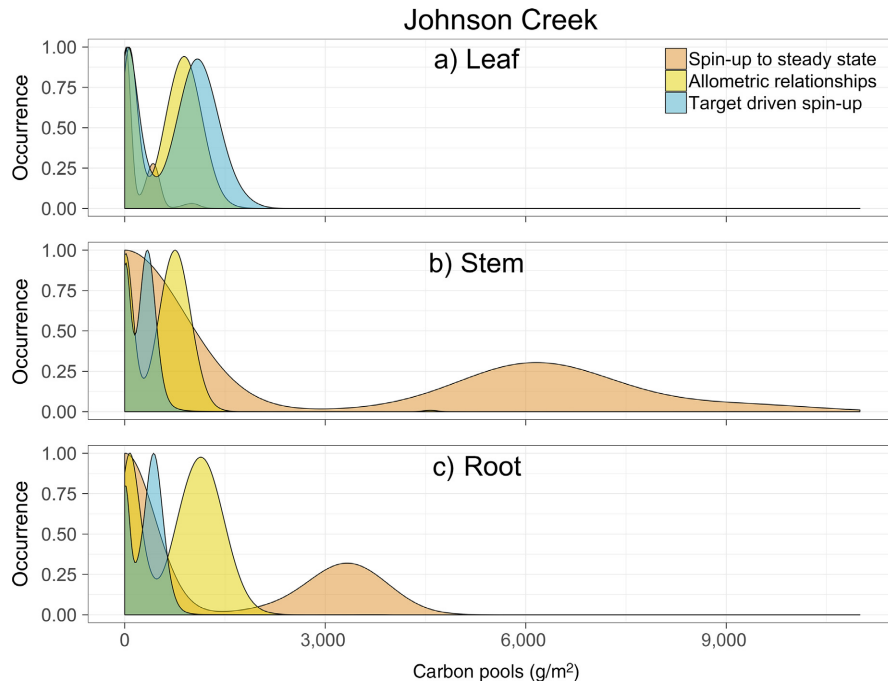 Johnson Creek
a) Leaf
Spin-up to steady state
Allometric relationships
Target driven spin-up
Occurrence
1.00
0.75
0.50
0.25
0.00
b) Stem
Occurrence
1.00
0.75
0.50
0.25
0.00
c) Root
Occurrence
1.00
0.75
0.50
0.25
0.00
0 3,000 6,000 9,000
Carbon pools (g/m²)